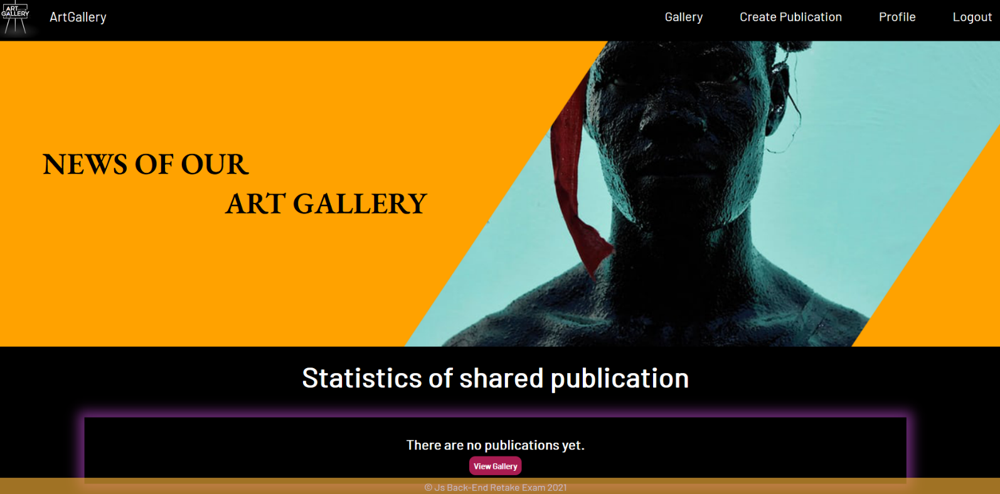 ART
GALLERY
ArtGallery
Gallery
Create Publication
Profile
Logout
NEWS OF OUR
ART GALLERY
Statistics of shared publication
There are no publications yet.
View Gallery
© Js Back-End Retake Exam 2021